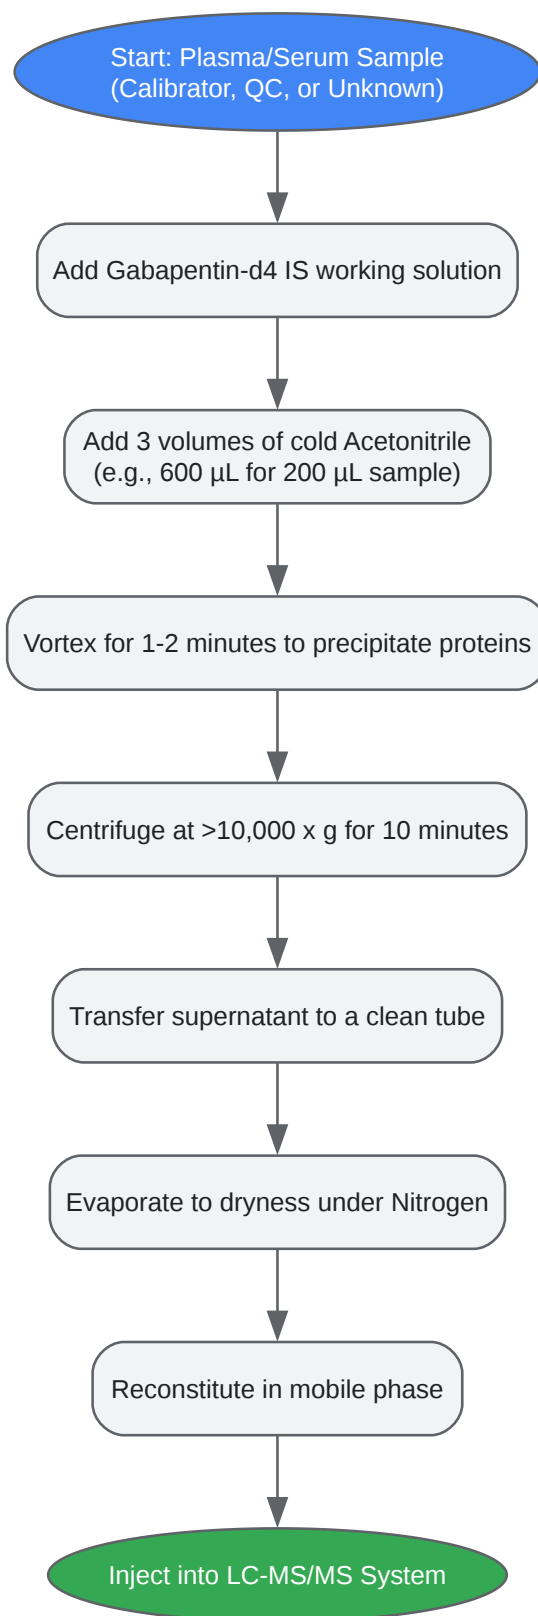 Start: Plasma/Serum Sample
(Calibrator, QC, or Unknown)
Add Gabapentin-d4 IS working solution
Add 3 volumes of cold Acetonitrile
(e.g., 600 µL for 200 µL sample)
Vortex for 1-2 minutes to precipitate proteins
Centrifuge at >10,000 x g for 10 minutes
Transfer supernatant to a clean tube
Evaporate to dryness under Nitrogen
Reconstitute in mobile phase
Inject into LC-MS/MS System